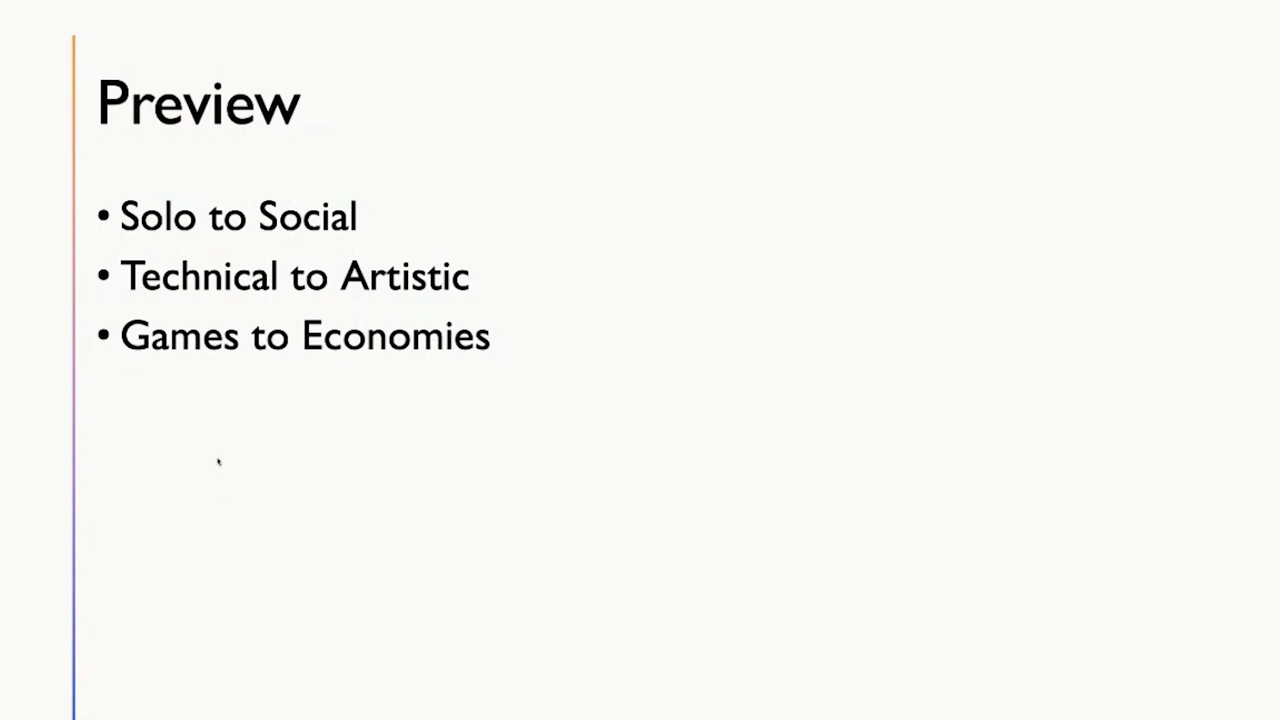 Preview
• Solo to Social
• Technical to Artistic
• Games to Economies